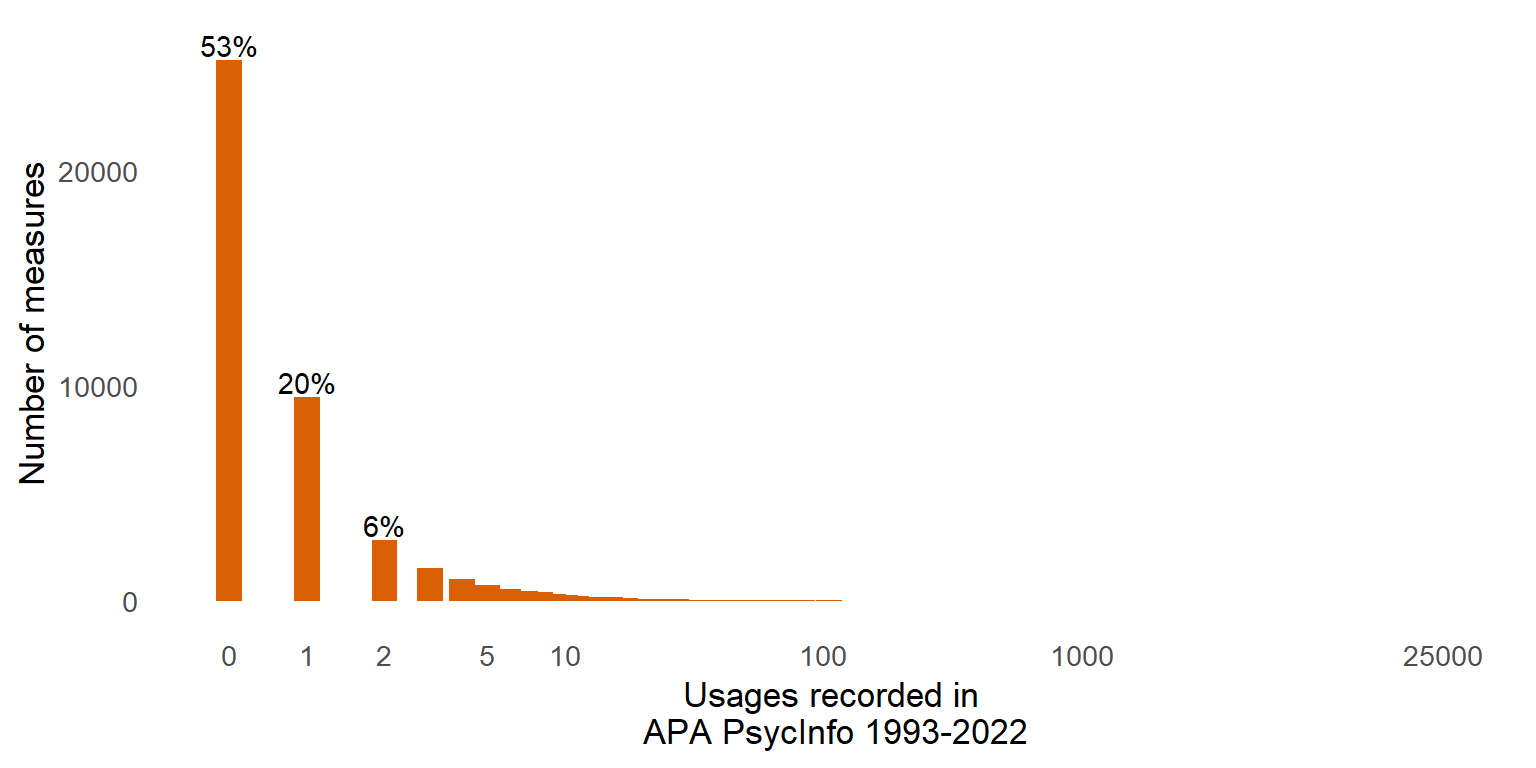 53%
20%
6%
Number of measures
20000
10000
0
0 1 2 5 10 100 1000 25000
Usages recorded in
APA PsycInfo 1993-2022